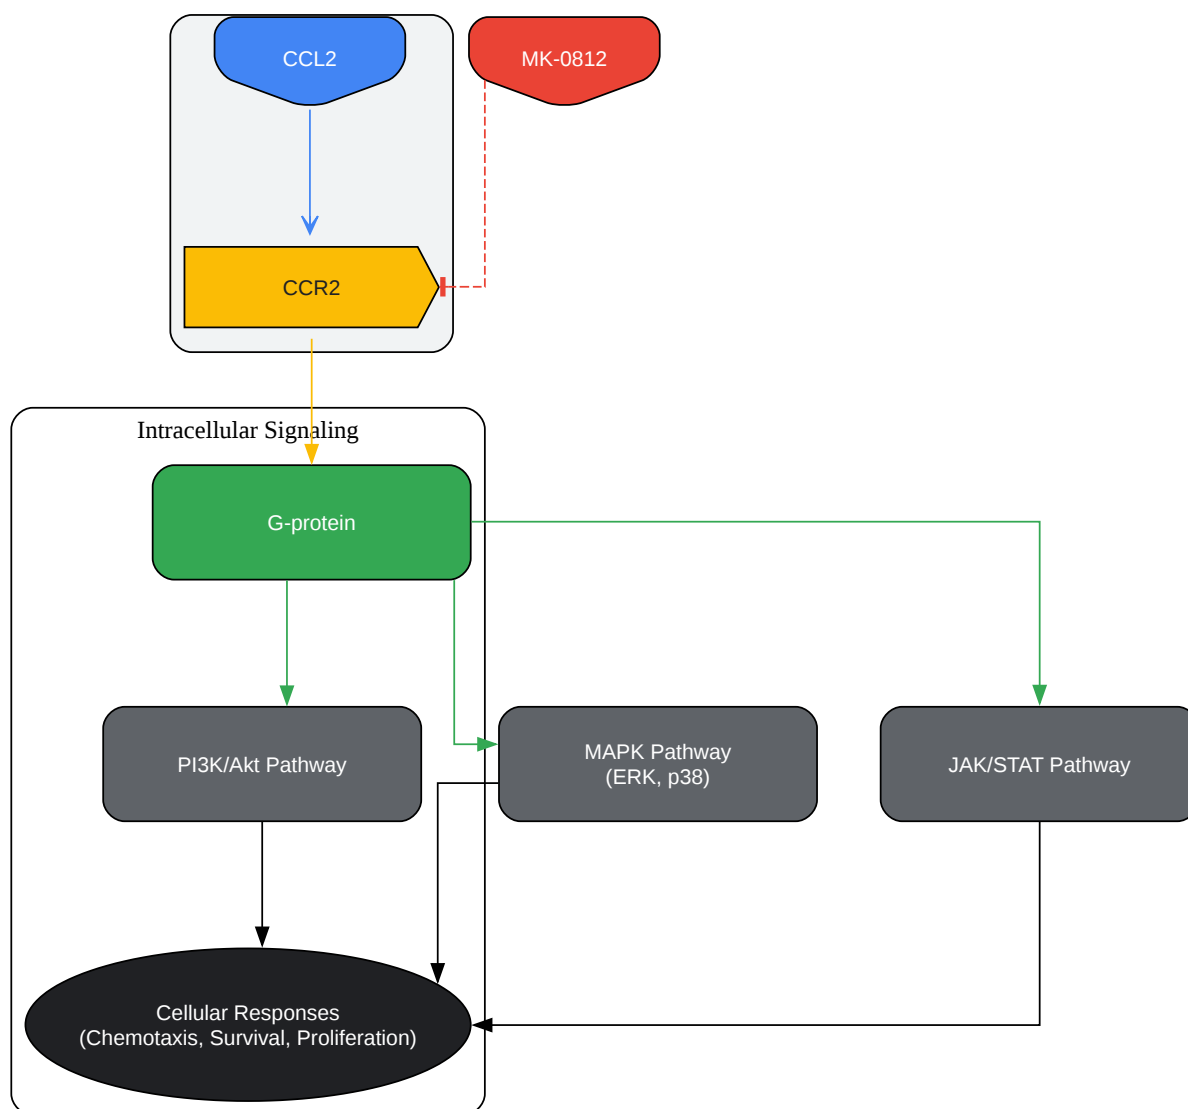 CCL2
MK-0812
CCR2
Intracellular Signaling
G-protein
PI3K/Akt Pathway
MAPK Pathway
(ERK, p38)
JAK/STAT Pathway
Cellular Responses
(Chemotaxis, Survival, Proliferation)